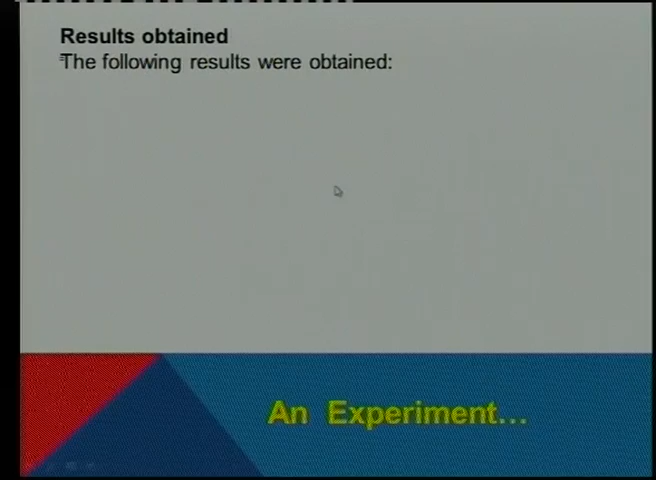 Results obtained
The following results were obtained:
An Experiment...